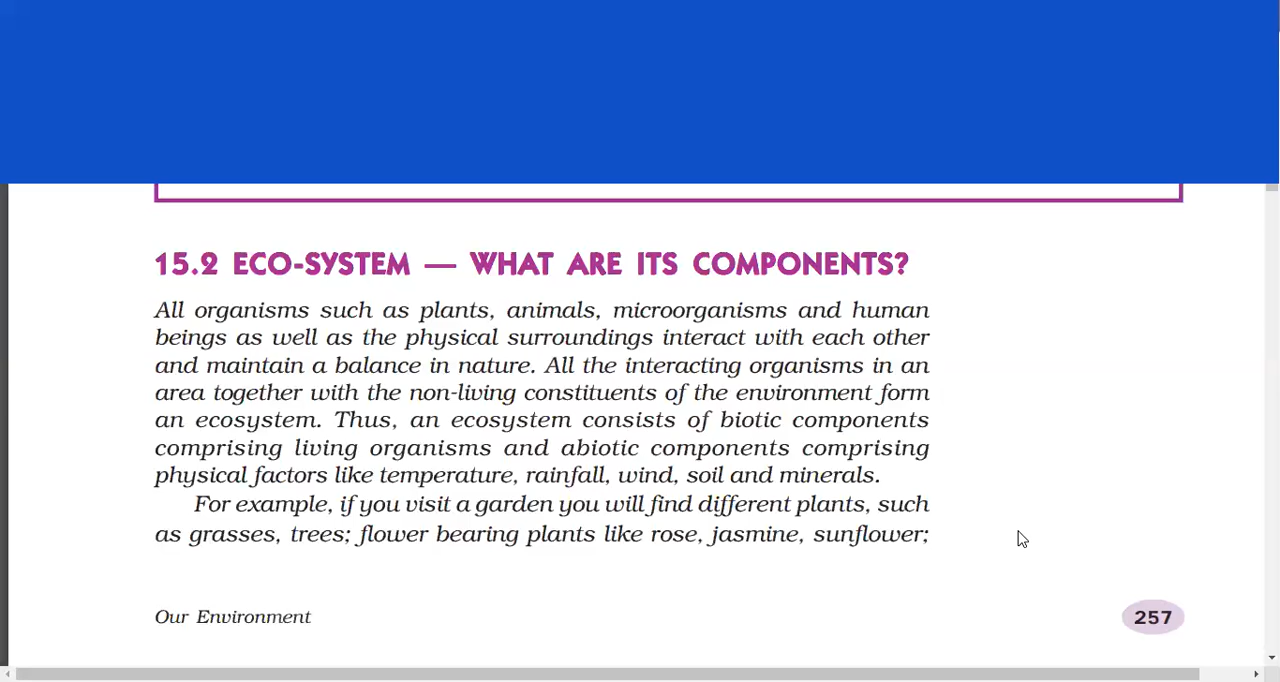 15.2 ECO-SYSTEM — WHAT ARE ITS COMPONENTS?
All organisms such as plants, animals, microorganisms and human
beings as well as the physical surroundings interact with each other
and maintain a balance in nature. All the interacting organisms in an
area together with the non-living constituents of the environment form
an ecosystem. Thus, an ecosystem consists of biotic components
comprising living organisms and abiotic components comprising
physical factors like temperature, rainfall, wind, soil and minerals.
For example, if you visit a garden you will find different plants, such
as grasses, trees; flower bearing plants like rose, jasmine, sunflower;
Our Environment
257